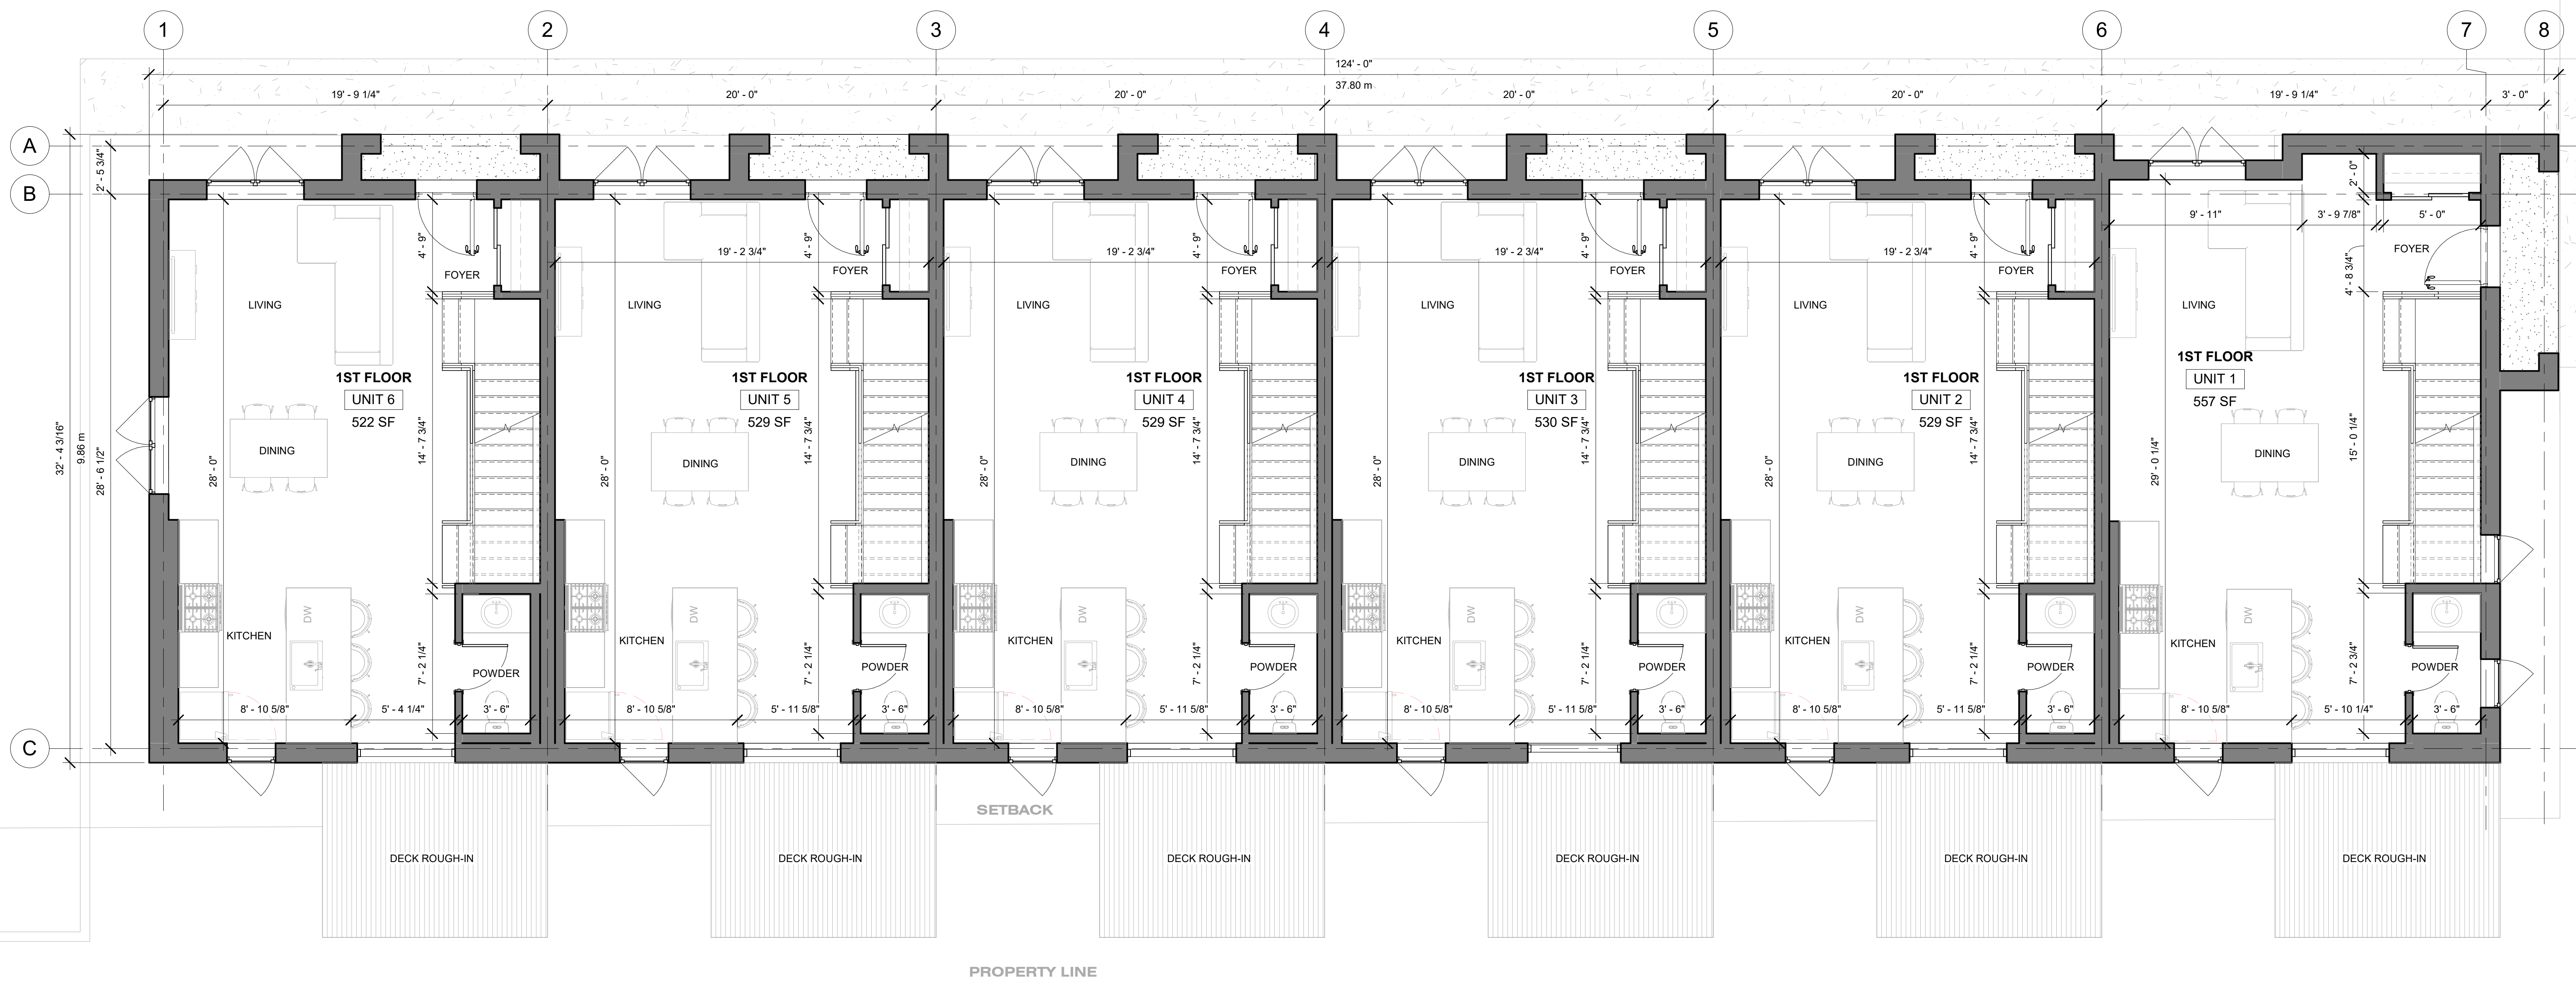 1 2 3 4 5 6 7 8
124' - 0"
37.80 m
19' - 9 1/4" 20' - 0" 20' - 0" 20' - 0" 20' - 0" 19' - 9 1/4" 3' - 0"
A
B
C
2' - 5 3/4"
32' - 4 3/16"
9.86 m
28' - 6 1/2"
28' - 0"
4' - 9"
FOYER
LIVING
1ST FLOOR
UNIT 6
522 SF
14' - 7 3/4"
DINING
KITCHEN
DW
7' - 2 1/4"
POWDER
8' - 10 5/8" 5' - 4 1/4" 3' - 6"
DECK ROUGH-IN
28' - 0"
4' - 9"
19' - 2 3/4"
FOYER
LIVING
1ST FLOOR
UNIT 5
529 SF
14' - 7 3/4"
DINING
KITCHEN
DW
7' - 2 1/4"
POWDER
8' - 10 5/8" 5' - 11 5/8" 3' - 6"
DECK ROUGH-IN
28' - 0"
4' - 9"
19' - 2 3/4"
FOYER
LIVING
1ST FLOOR
UNIT 4
529 SF
14' - 7 3/4"
DINING
KITCHEN
DW
7' - 2 1/4"
POWDER
8' - 10 5/8" 5' - 11 5/8" 3' - 6"
DECK ROUGH-IN
28' - 0"
4' - 9"
19' - 2 3/4"
FOYER
LIVING
1ST FLOOR
UNIT 3
530 SF
14' - 7 3/4"
DINING
KITCHEN
DW
7' - 2 1/4"
POWDER
8' - 10 5/8" 5' - 11 5/8" 3' - 6"
DECK ROUGH-IN
28' - 0"
4' - 9"
19' - 2 3/4"
FOYER
LIVING
1ST FLOOR
UNIT 2
529 SF
14' - 7 3/4"
DINING
KITCHEN
DW
7' - 2 1/4"
POWDER
8' - 10 5/8" 5' - 11 5/8" 3' - 6"
DECK ROUGH-IN
2' - 0"
9' - 11" 3' - 9 7/8" 5' - 0"
29' - 0 1/4"
4' - 8 3/4"
FOYER
LIVING
1ST FLOOR
UNIT 1
557 SF
15' - 0 1/4"
DINING
KITCHEN
DW
7' - 2 3/4"
POWDER
8' - 10 5/8" 5' - 10 1/4" 3' - 6"
DECK ROUGH-IN
SETBACK
PROPERTY LINE